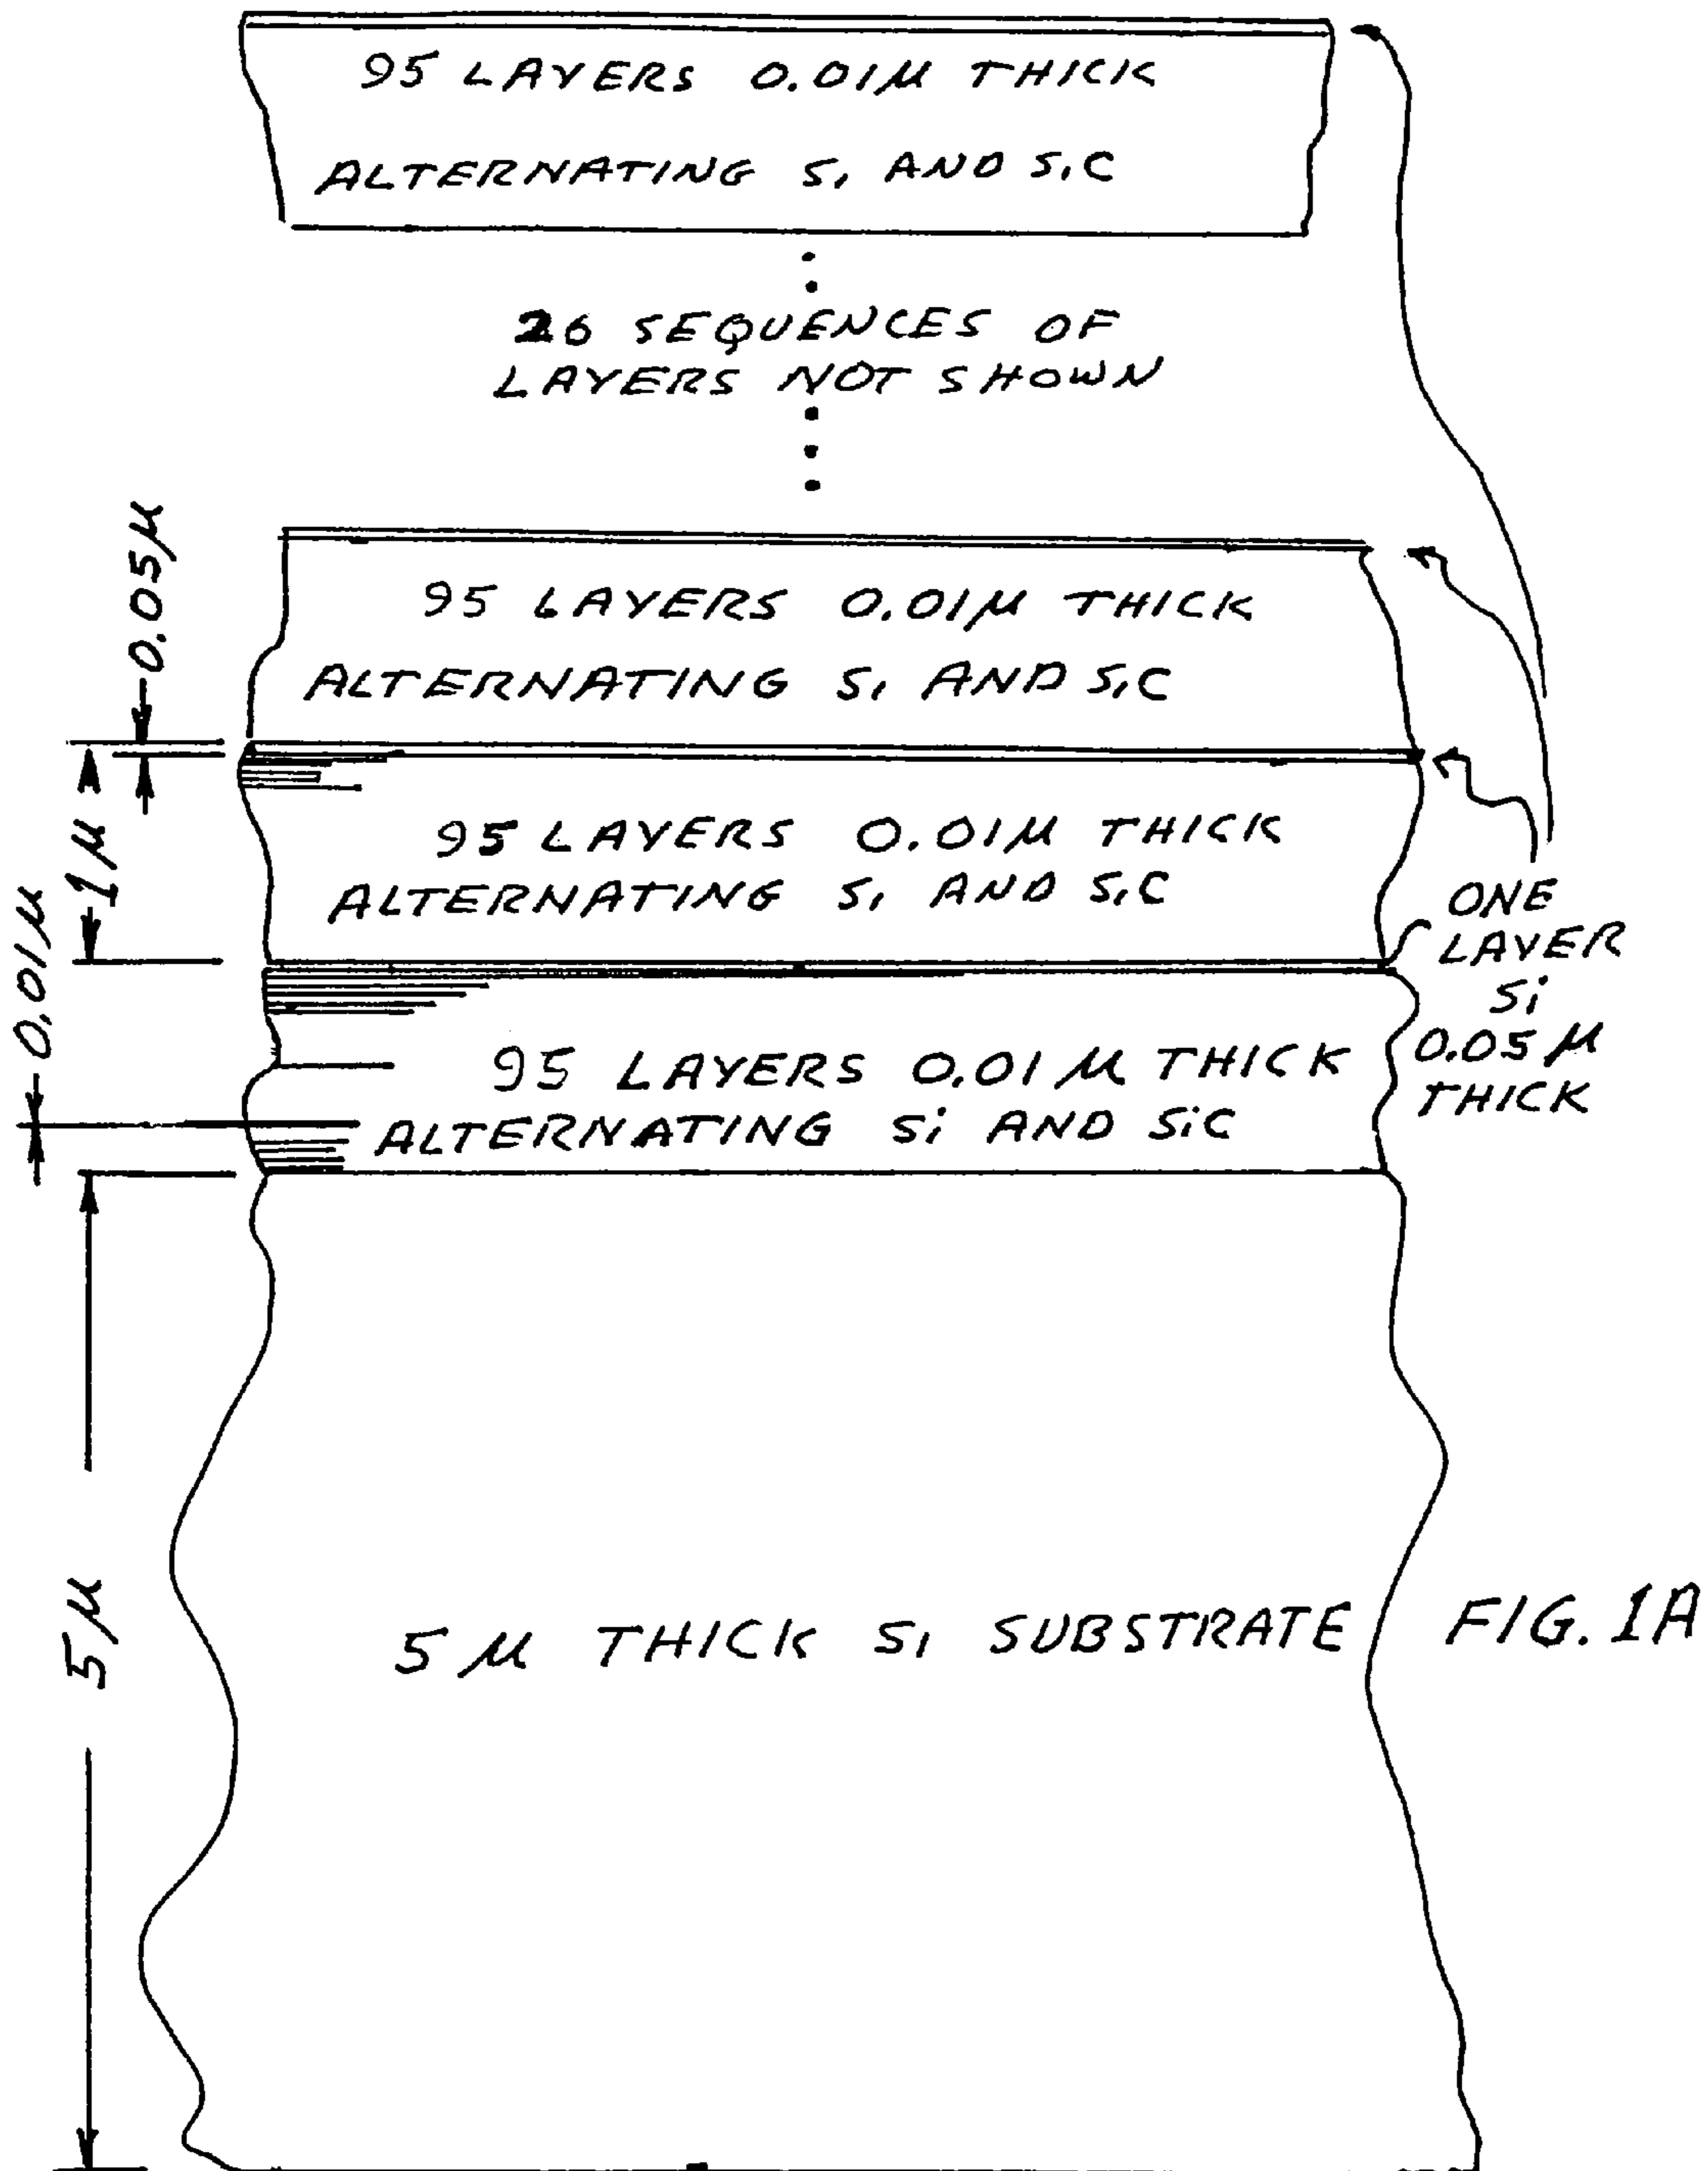 95 LAYERS 0.01μ THICK
ALTERNATING Si AND SiC
26 SEQUENCES OF
LAYERS NOT SHOWN
0.05μ
95 LAYERS 0.01μ THICK
ALTERNATING Si AND SiC
1μ
95 LAYERS 0.01μ THICK
ALTERNATING Si AND SiC
ONE
LAYER
Si
0.05μ
THICK
0.01μ
95 LAYERS 0.01μ THICK
ALTERNATING Si AND SiC
5μ
5μ THICK Si SUBSTRATE
FIG. 1A